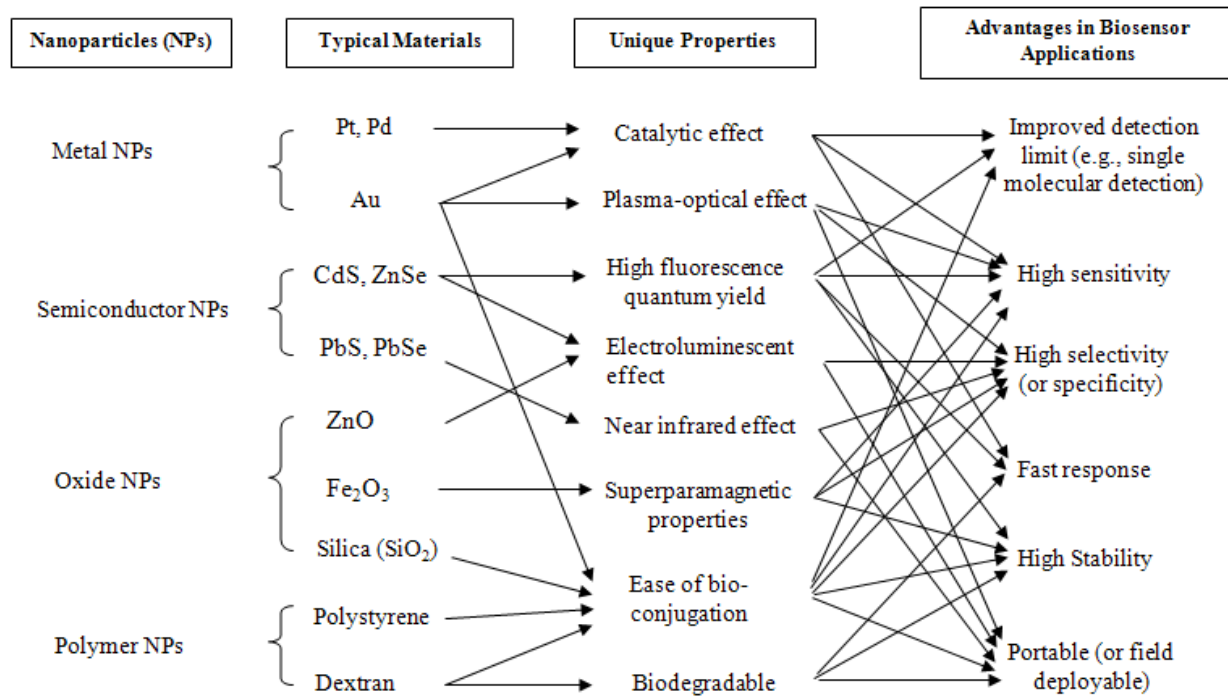 Nanoparticles (NPs)
Typical Materials
Unique Properties
Advantages in Biosensor
Applications
Metal NPs
Semiconductor NPs
Oxide NPs
Polymer NPs
Pt, Pd
Au
CdS, ZnSe
PbS, PbSe
ZnO
Fe₂O₃
Silica (SiO₂)
Polystyrene
Dextran
Catalytic effect
Plasma-optical effect
High fluorescence
quantum yield
Electroluminescent
effect
Near infrared effect
Superparamagnetic
properties
Ease of bio-
conjugation
Biodegradable
Improved detection
limit (e.g., single
molecular detection)
High sensitivity
High selectivity
(or specificity)
Fast response
High Stability
Portable (or field
deployable)